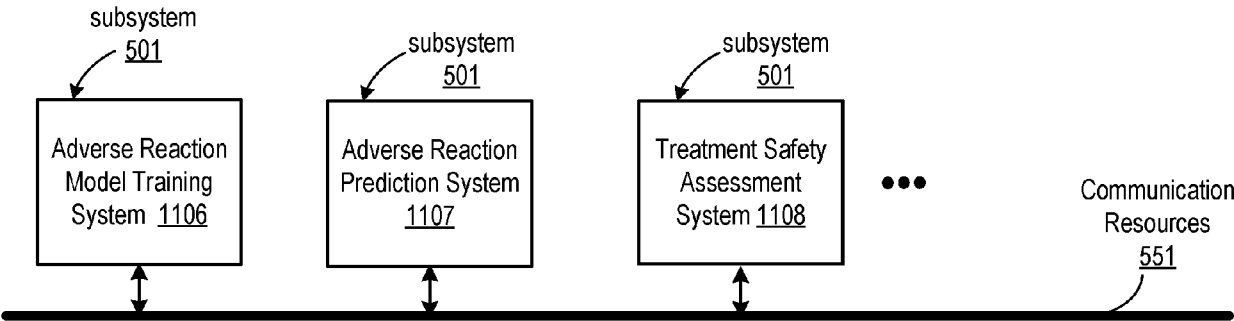 subsystem
501
subsystem
501
subsystem
501
Adverse Reaction
Model Training
System 1106
Adverse Reaction
Prediction System
1107
Treatment Safety
Assessment
System 1108
Communication
Resources
551